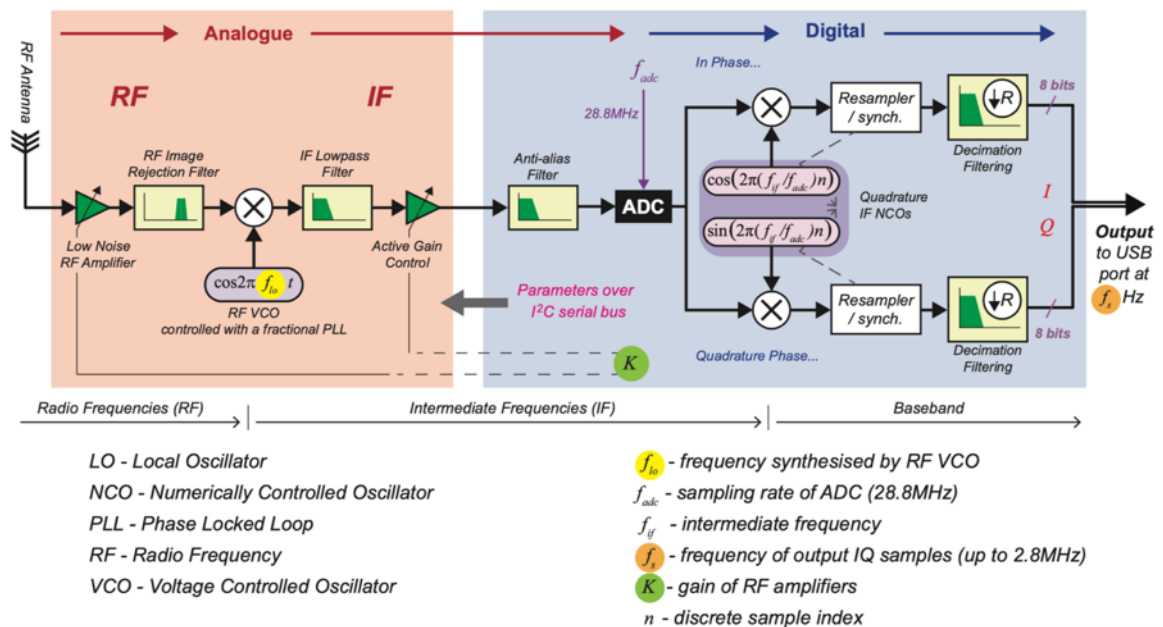 Analogue
Digital
RF Antenna
RF
IF
f_adc
28.8MHz
In Phase...
8 bits
RF Image
Rejection Filter
IF Lowpass
Filter
Anti-alias
Filter
Resampler
/ synch.
↓R
Decimation
Filtering
ADC
cos(2π(f_if/f_adc)n)
sin(2π(f_if/f_adc)n)
Quadrature
IF NCOs
I
Q
Low Noise
RF Amplifier
cos2π f_lo t
RF VCO
controlled with a fractional PLL
Active Gain
Control
Parameters over
I²C serial bus
K
Resampler
/ synch.
↓R
Decimation
Filtering
8 bits
Quadrature Phase...
Output
to USB
port at
f_s Hz
Radio Frequencies (RF)
Intermediate Frequencies (IF)
Baseband
LO - Local Oscillator
NCO - Numerically Controlled Oscillator
PLL - Phase Locked Loop
RF - Radio Frequency
VCO - Voltage Controlled Oscillator
f_lo - frequency synthesised by RF VCO
f_adc - sampling rate of ADC (28.8MHz)
f_if - intermediate frequency
f_s - frequency of output IQ samples (up to 2.8MHz)
K - gain of RF amplifiers
n - discrete sample index